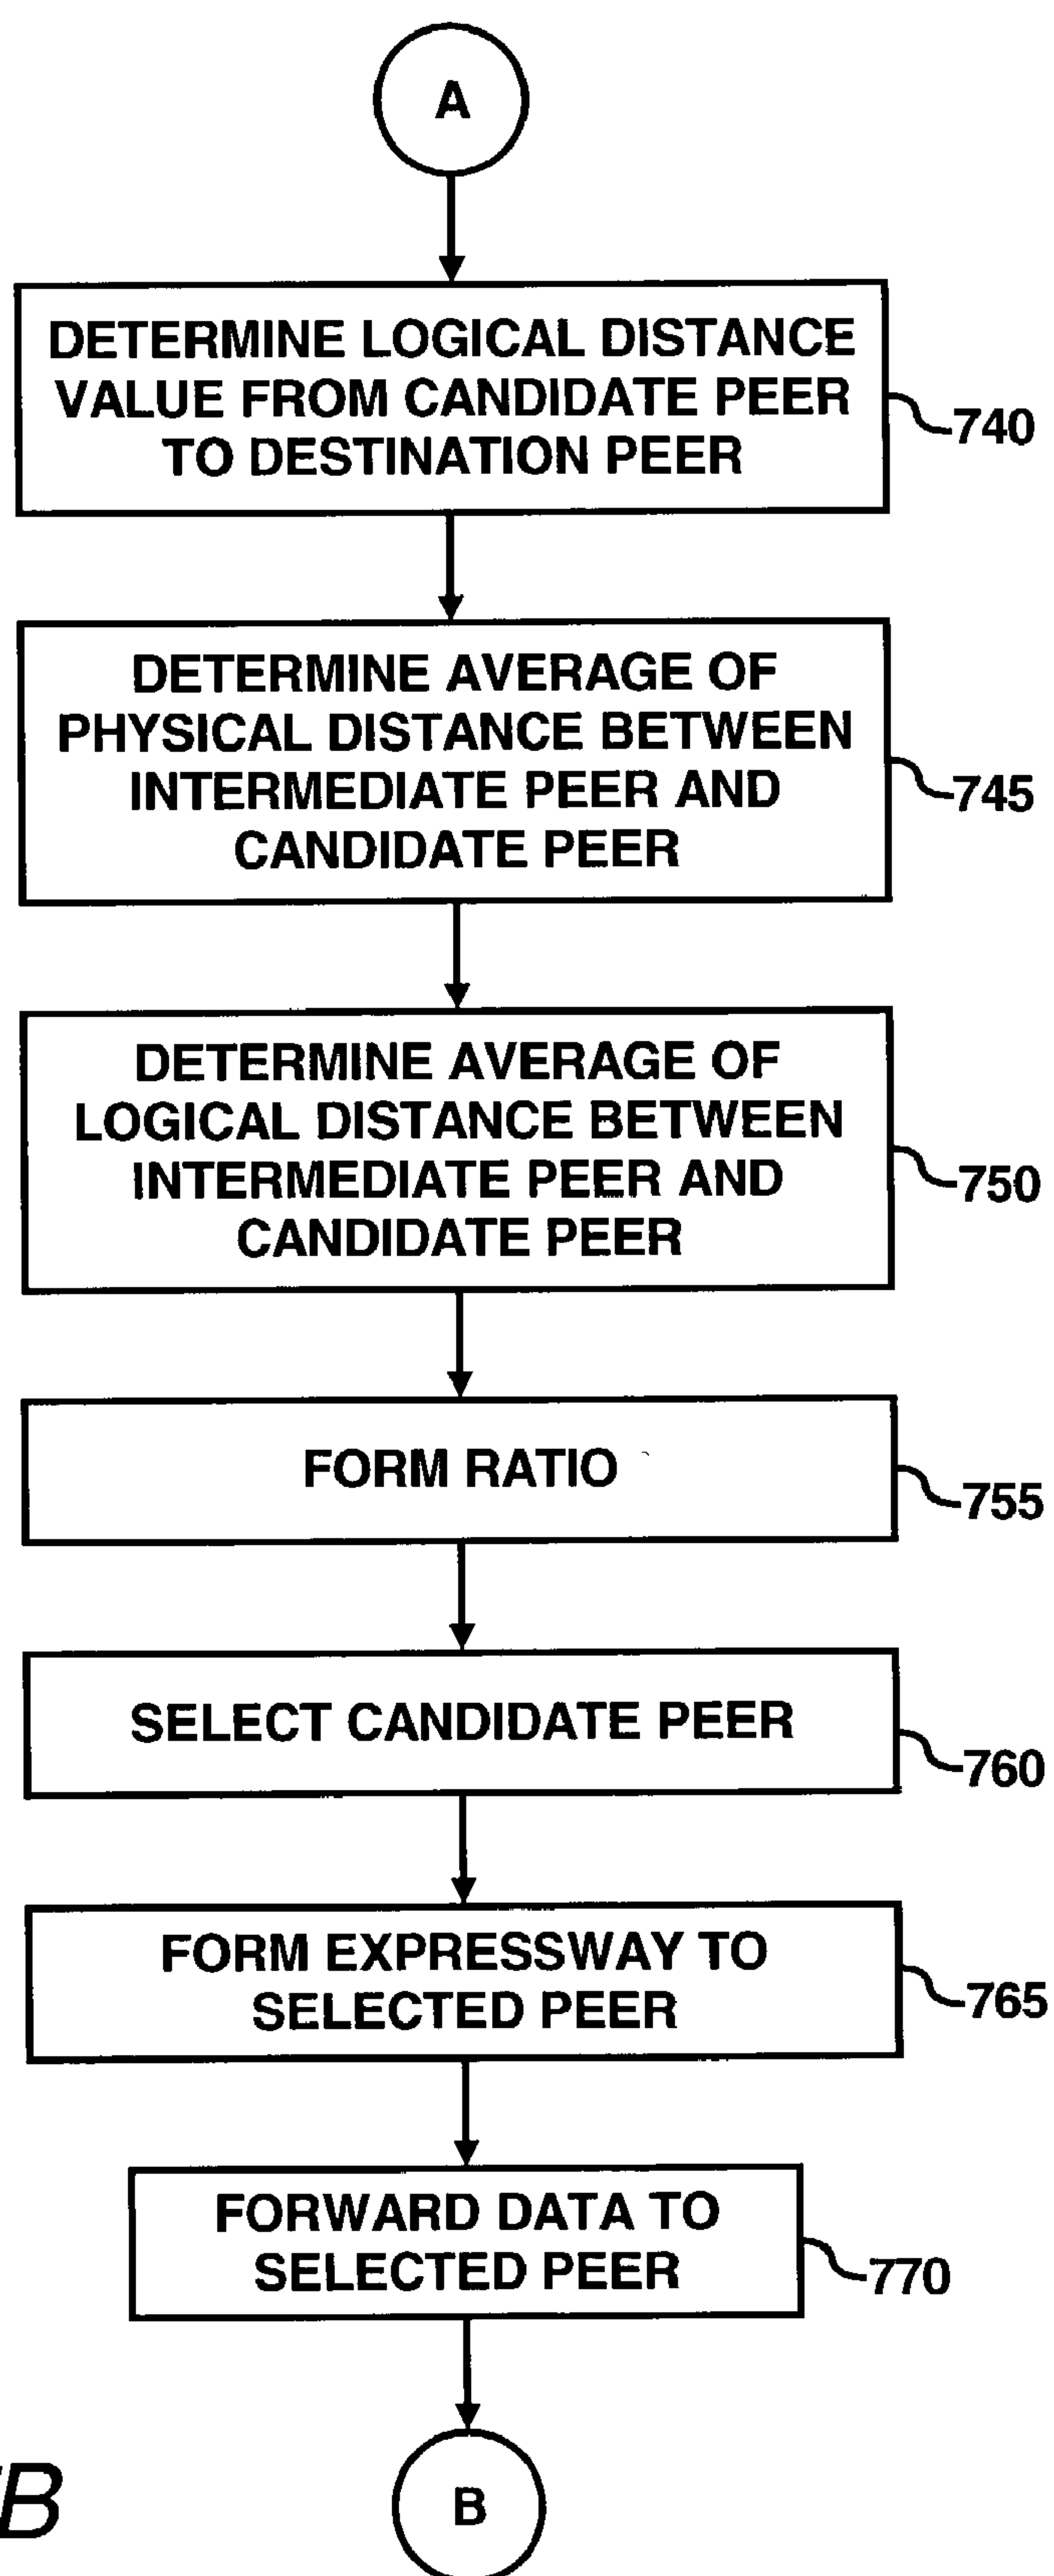 A
DETERMINE LOGICAL DISTANCE
VALUE FROM CANDIDATE PEER
TO DESTINATION PEER
740
DETERMINE AVERAGE OF
PHYSICAL DISTANCE BETWEEN
INTERMEDIATE PEER AND
CANDIDATE PEER
745
DETERMINE AVERAGE OF
LOGICAL DISTANCE BETWEEN
INTERMEDIATE PEER AND
CANDIDATE PEER
750
FORM RATIO
755
SELECT CANDIDATE PEER
760
FORM EXPRESSWAY TO
SELECTED PEER
765
FORWARD DATA TO
SELECTED PEER
770
B
B